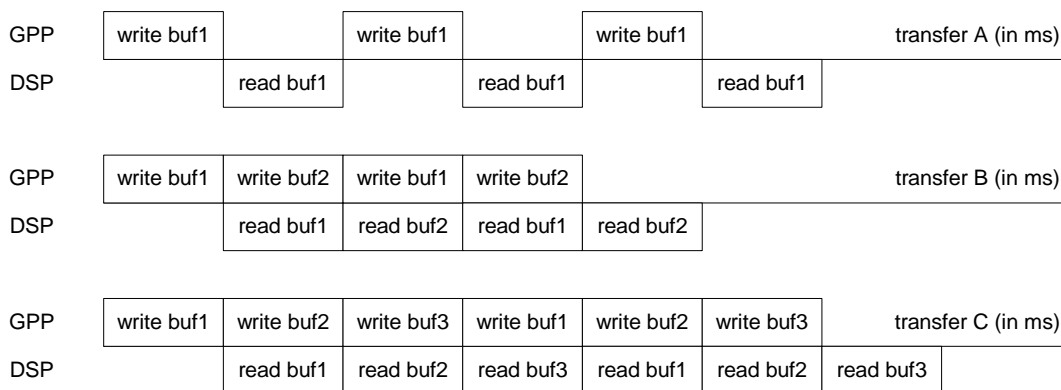 GPP write buf1 write buf1 write buf1 transfer A (in ms)
DSP read buf1 read buf1 read buf1
GPP write buf1 write buf2 write buf1 write buf2 transfer B (in ms)
DSP read buf1 read buf2 read buf1 read buf2
GPP write buf1 write buf2 write buf3 write buf1 write buf2 write buf3 transfer C (in ms)
DSP read buf1 read buf2 read buf3 read buf1 read buf2 read buf3